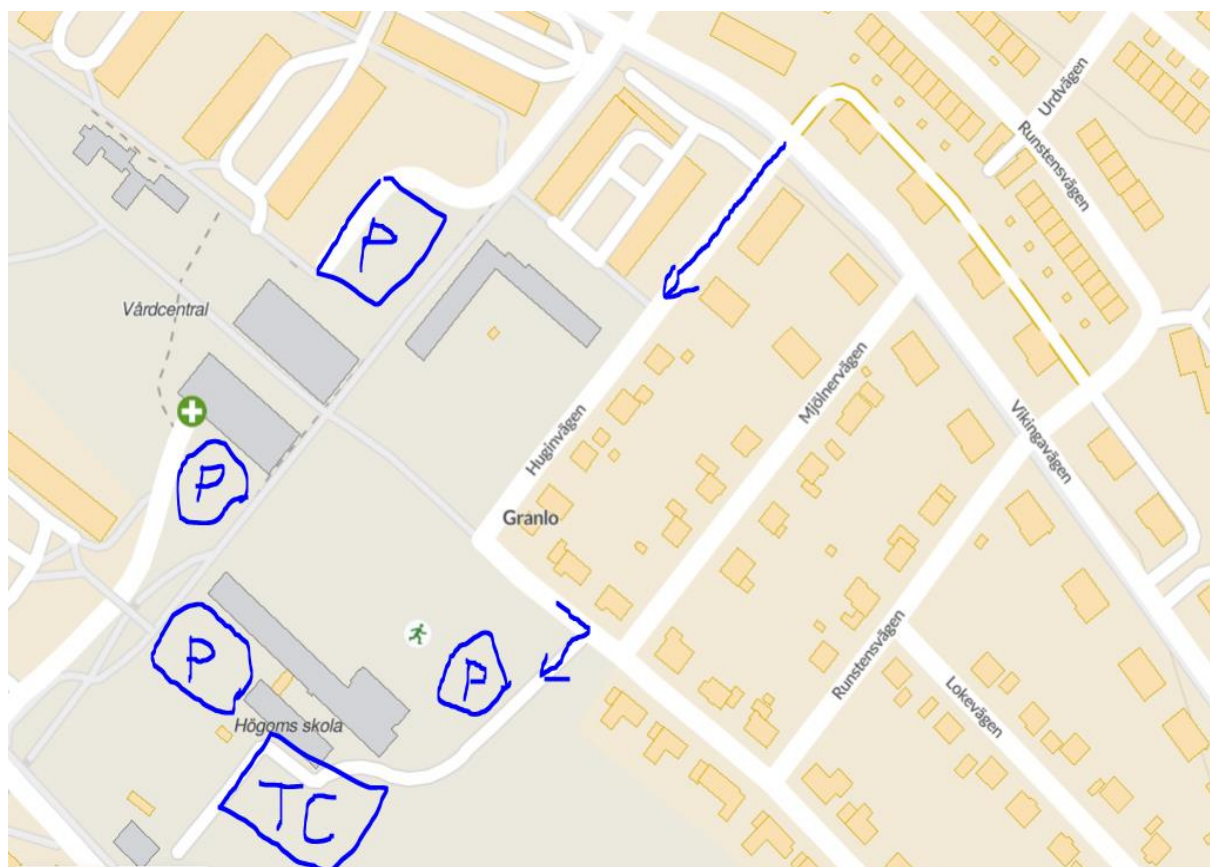 Urdvägen
Runstensvägen
P
Vårdcentral
Huginvägen
Mjölnervägen
Vikingavägen
P
Granlo
P
P
Runstensvägen
Lokevägen
Högoms skola
TC